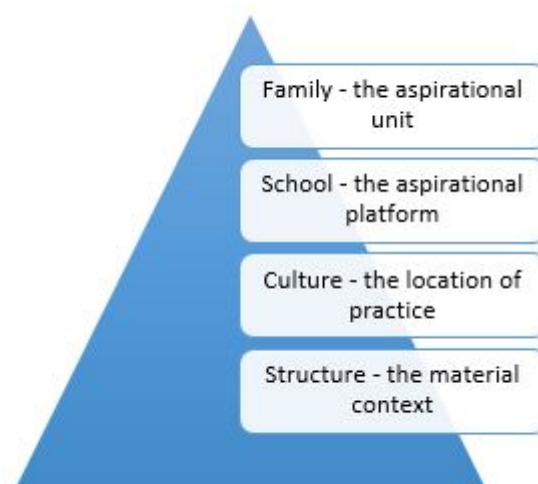 Family - the aspirational
unit
School - the aspirational
platform
Culture - the location of
practice
Structure - the material
context